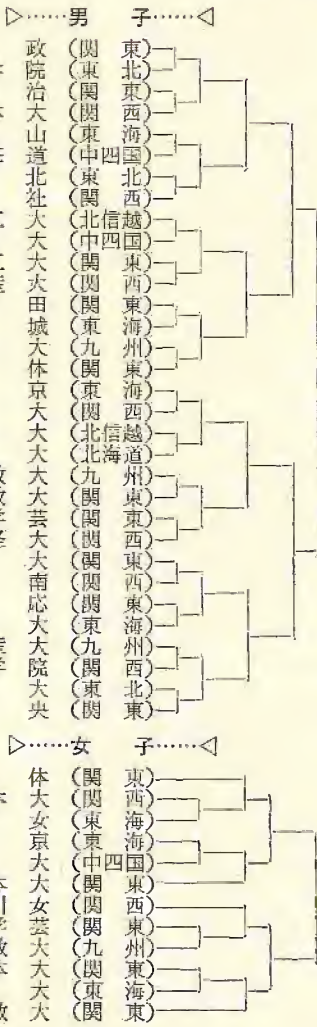 ▷……男　子……◁
政（関　東）
院（東　北）
治（関　東）
大（関　西）
山（東　海）
道（中四国）
北（東　北）
社（関　西）
大（北信越）
大（中四国）
大（関　東）
大（関　西）
田（関　東）
城（東　海）
大（九　州）
体（関　東）
京（東　海）
大（関　西）
大（北信越）
大（北海道）
大（九　州）
大（関　東）
芸（関　東）
大（関　西）
大（関　東）
南（関　西）
応（関　東）
大（東　海）
大（九　州）
院（関　西）
大（東　北）
央（関　東）
▷……女　子……◁
体（関　東）
大（関　西）
女（東　海）
京（東　海）
大（中四国）
大（関　東）
女（関　西）
芸（関　東）
大（九　州）
大（関　東）
大（東　海）
大（関　東）